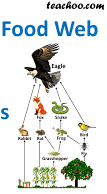 teachoo.com
Food Web
Eagle
s
Fox
Snake
Rabbit
Rat
Frog
Bird
Grasshopper